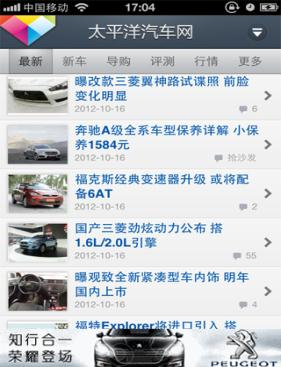 中国移动
17:04
太平洋汽车网
最新 新车 导购 评测 行情 更多
曝改款三菱翼神路试谍照 前脸
变化明显
2012-10-16 6
奔驰A级全系车型保养详解 小保
养1584元
2012-10-16 抢沙发
福克斯经典变速器升级 或将配
备6AT
2012-10-16 2
国产三菱劲炫动力公布 搭
1.6L/2.0L引擎
2012-10-16 55
曝观致全新紧凑型车内饰 明年
国内上市
2012-10-16 4
福特Explorer将进口引入 搭
知行合一
荣耀登场
PEUGEOT